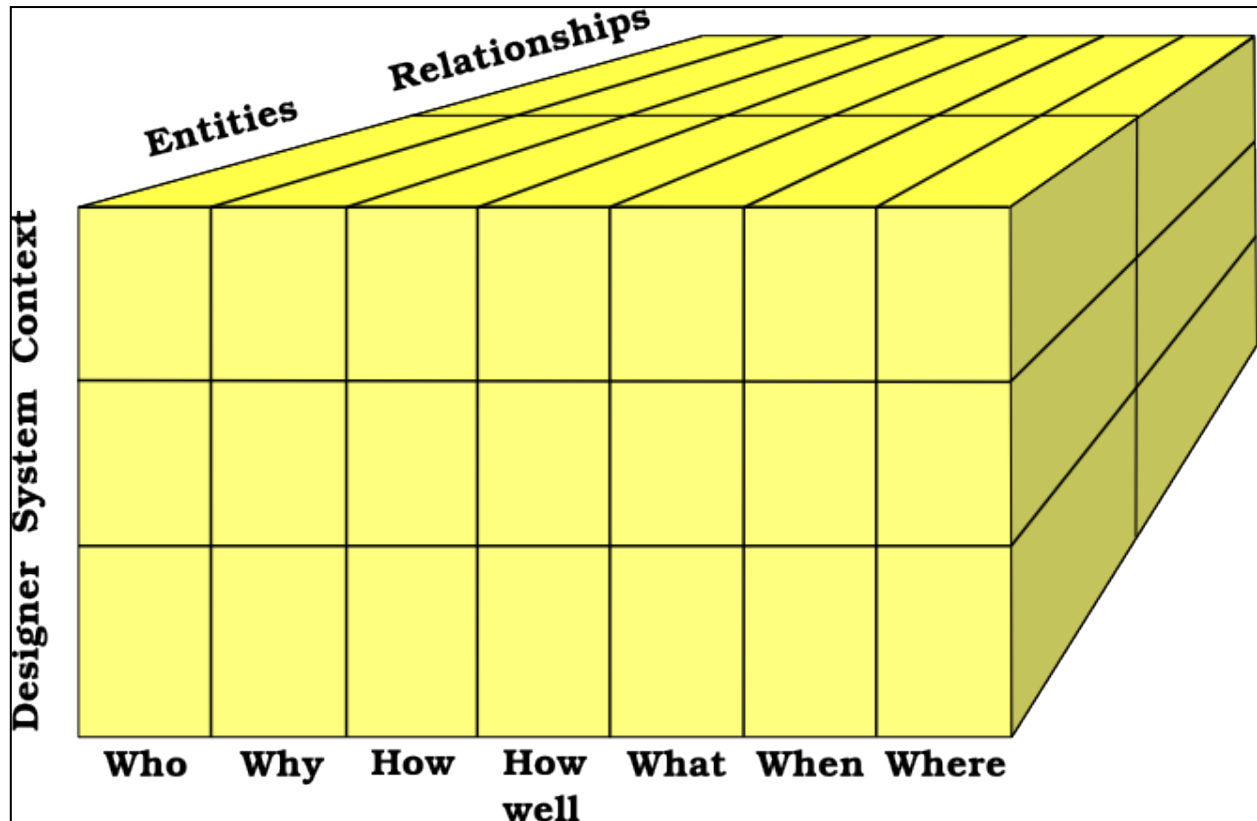 Relationships
Entities
Context
System
Designer
Who
Why
How
How
well
What
When
Where